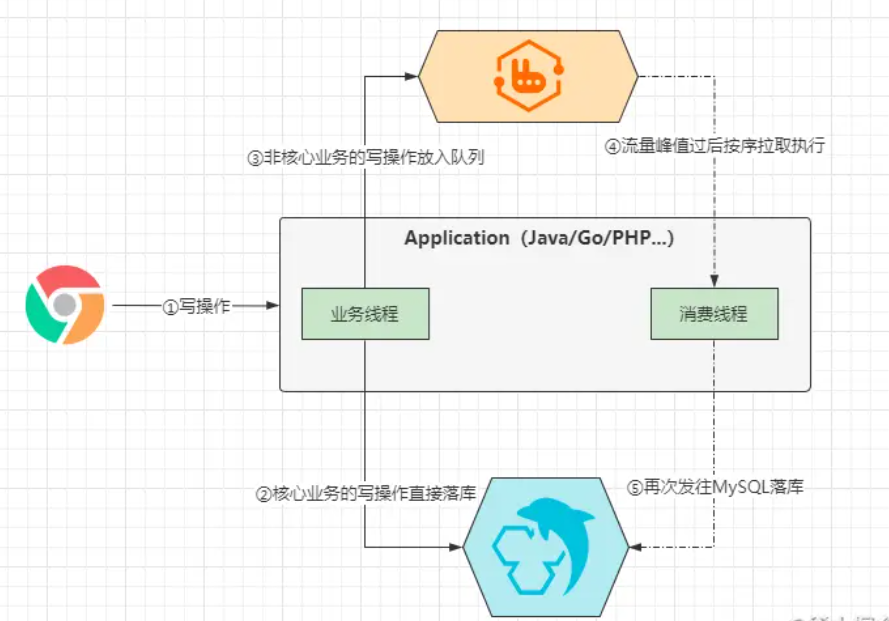 ③非核心业务的写操作放入队列
④流量峰值过后按序拉取执行
Application（Java/Go/PHP...)
①写操作
业务线程
消费线程
②核心业务的写操作直接落库
⑤再次发往MySQL落库